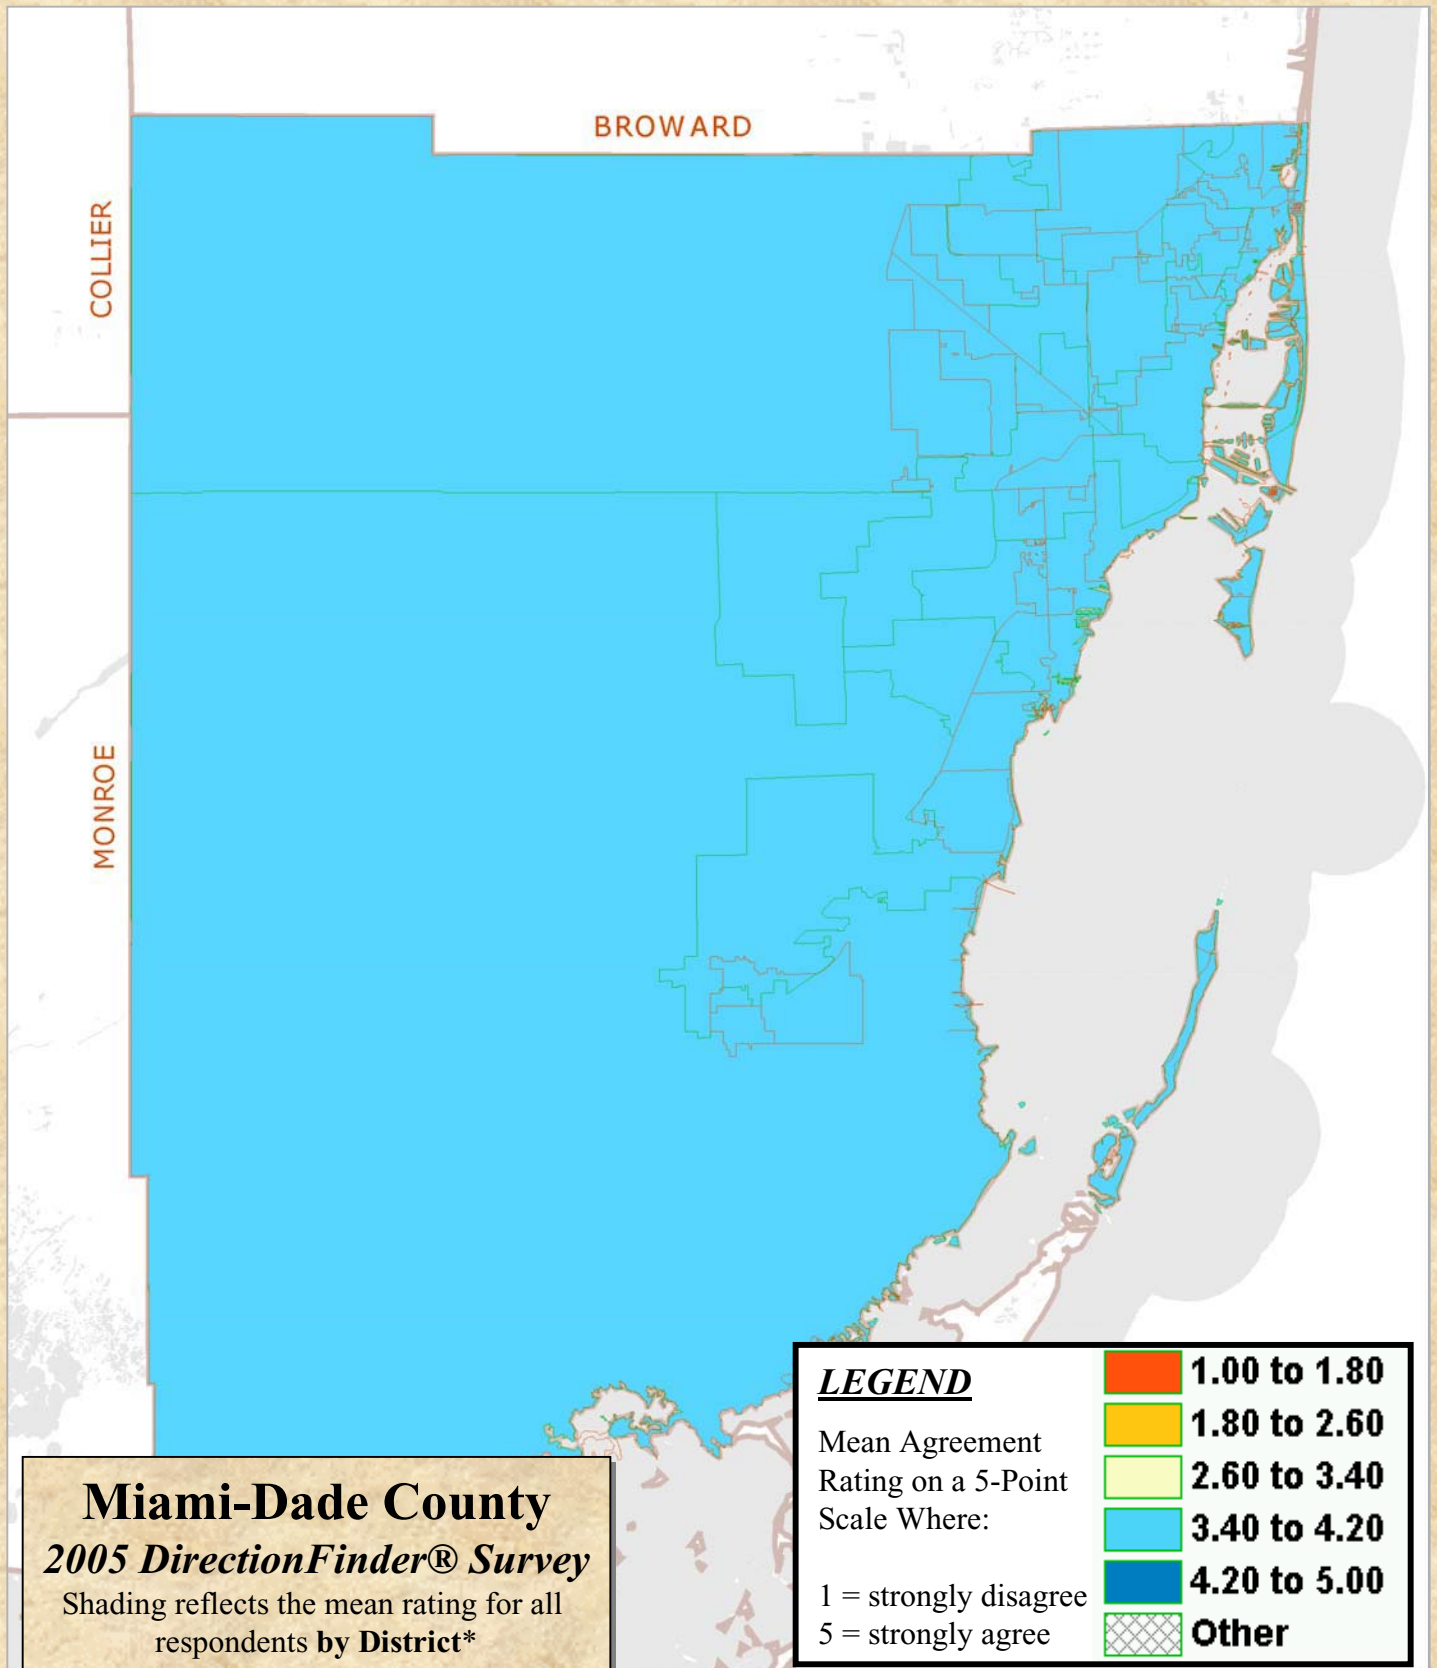 BROWARD
COLLIER
MONROE
Miami-Dade County
2005 DirectionFinder® Survey
Shading reflects the mean rating for all
respondents by District*
LEGEND
Mean Agreement
Rating on a 5-Point
Scale Where:
1 = strongly disagree
5 = strongly agree
1.00 to 1.80
1.80 to 2.60
2.60 to 3.40
3.40 to 4.20
4.20 to 5.00
Other